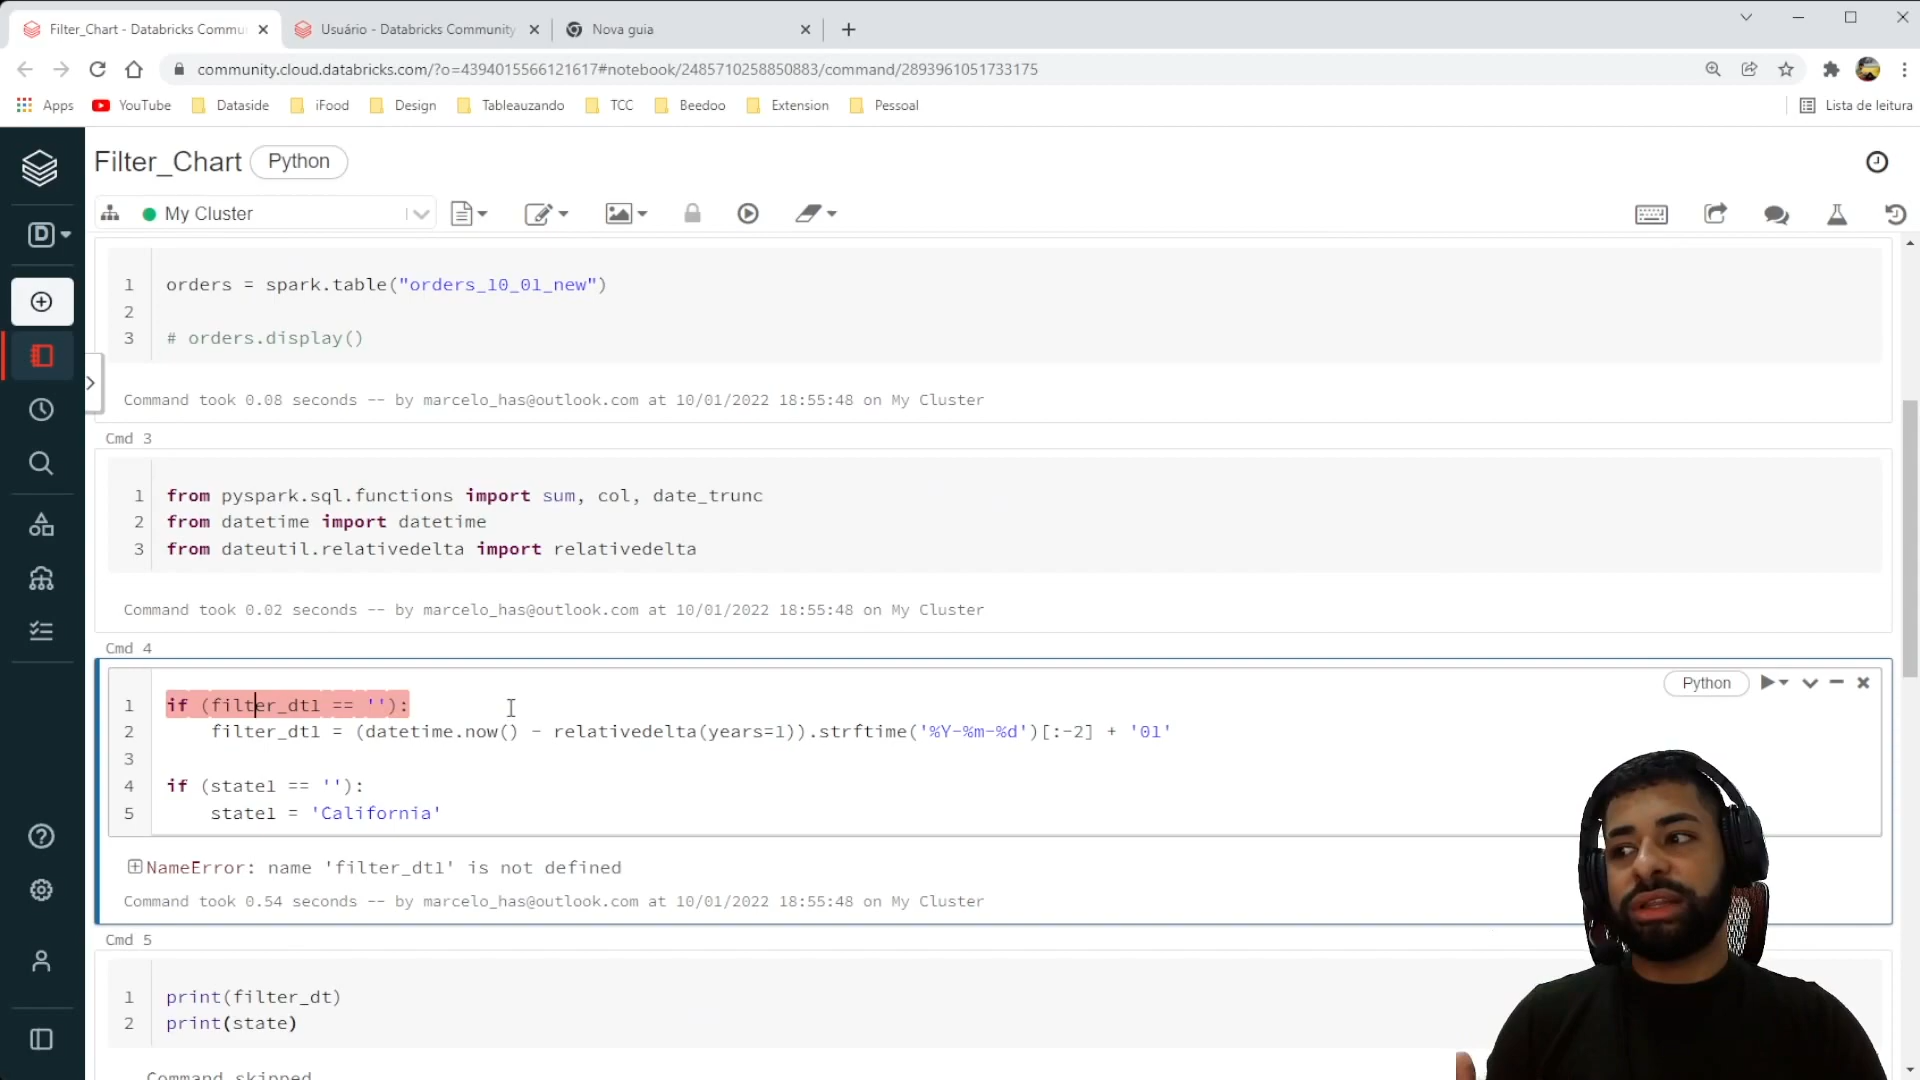 Filter_Chart - Databricks Commu
Usuário - Databricks Community
Nova guia
community.cloud.databricks.com/?o=4394015566121617#notebook/2485710258850883/command/2893961051733175
Apps
YouTube
Dataside
iFood
Design
Tableauzando
TCC
Beedoo
Extension
Pessoal
Lista de leitura
Filter_Chart
Python
D
My Cluster
1 orders = spark.table("orders_10_01_new")
2
3 # orders.display()
Command took 0.08 seconds -- by marcelo_has@outlook.com at 10/01/2022 18:55:48 on My Cluster
Cmd 3
1 from pyspark.sql.functions import sum, col, date_trunc
2 from datetime import datetime
3 from dateutil.relativedelta import relativedelta
Command took 0.02 seconds -- by marcelo_has@outlook.com at 10/01/2022 18:55:48 on My Cluster
Cmd 4
Python
1 if (filter_dt1 == ''):
2 filter_dt1 = (datetime.now() - relativedelta(years=1)).strftime('%Y-%m-%d')[:-2] + '01'
3
4 if (state1 == ''):
5 state1 = 'California'
NameError: name 'filter_dt1' is not defined
Command took 0.54 seconds -- by marcelo_has@outlook.com at 10/01/2022 18:55:48 on My Cluster
Cmd 5
1 print(filter_dt)
2 print(state)
Command skipped